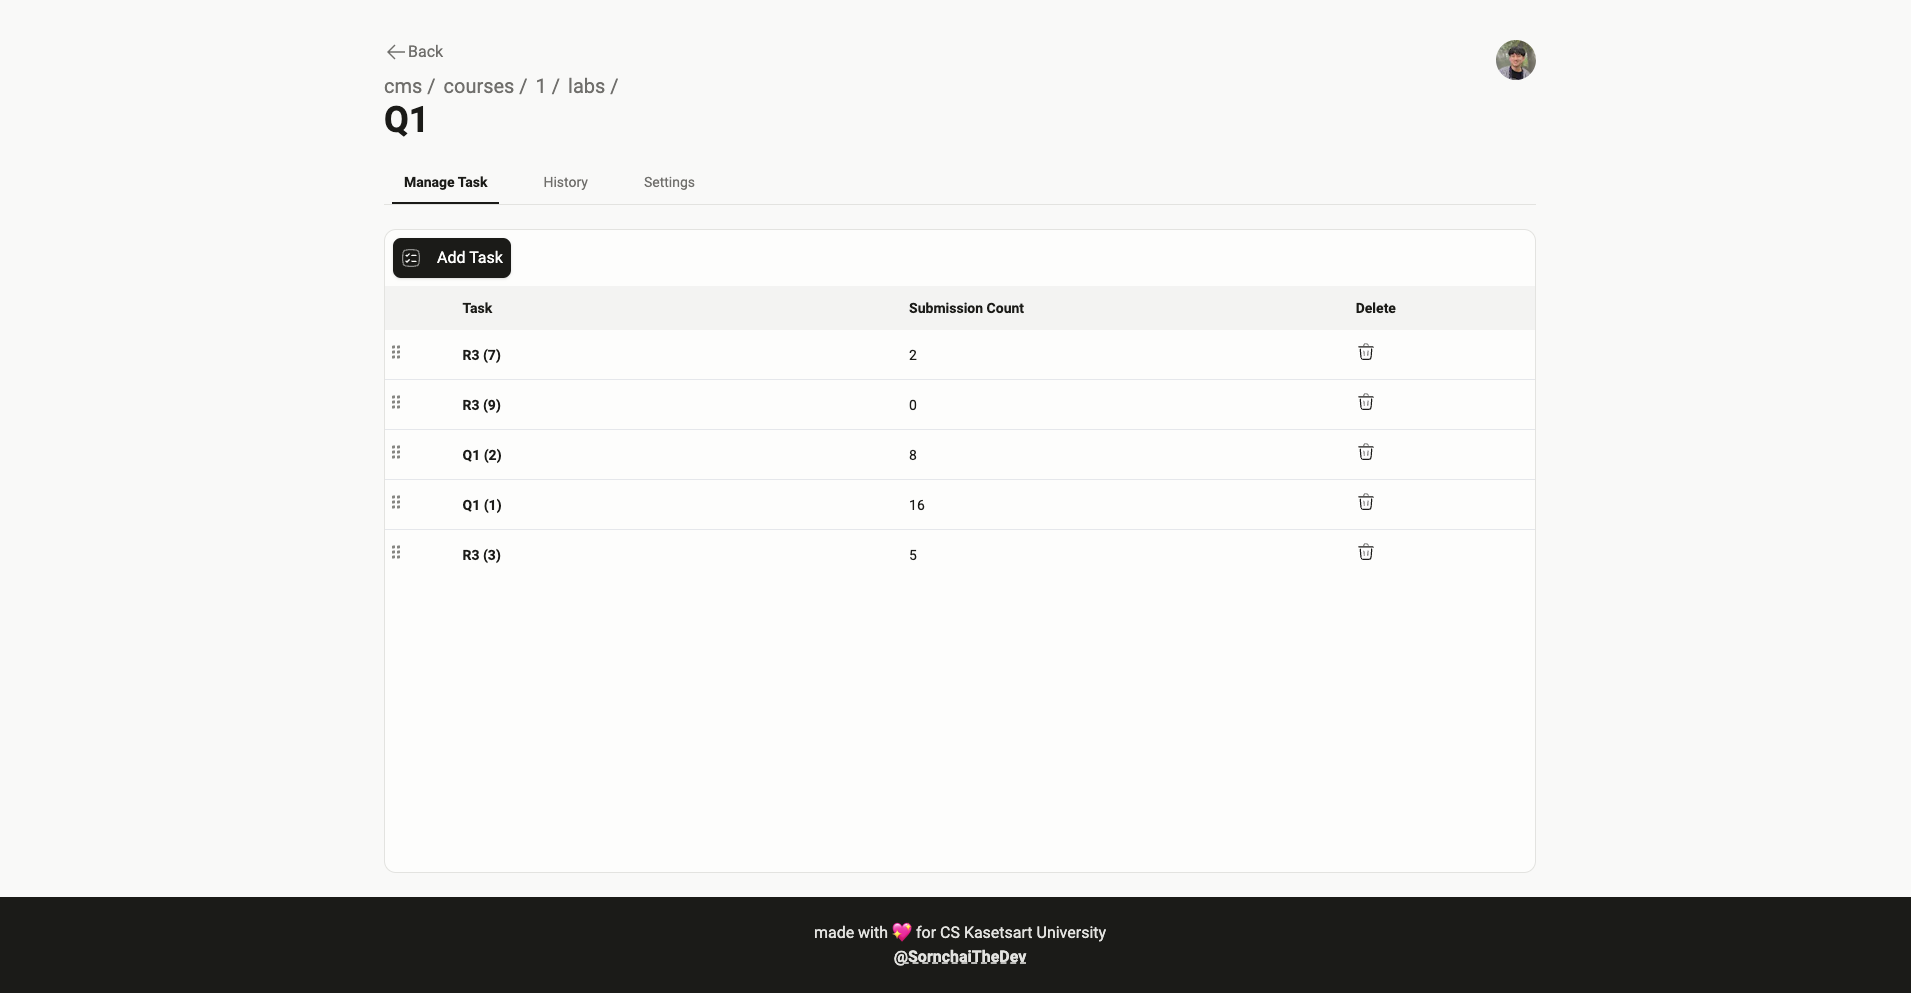 Back
cms / courses / 1 / labs /
Q1
Manage Task History Settings
Add Task
Task Submission Count Delete
R3 (7) 2
R3 (9) 0
Q1 (2) 8
Q1 (1) 16
R3 (3) 5
made with 💖 for CS Kasetsart University
@SornchaiTheDev